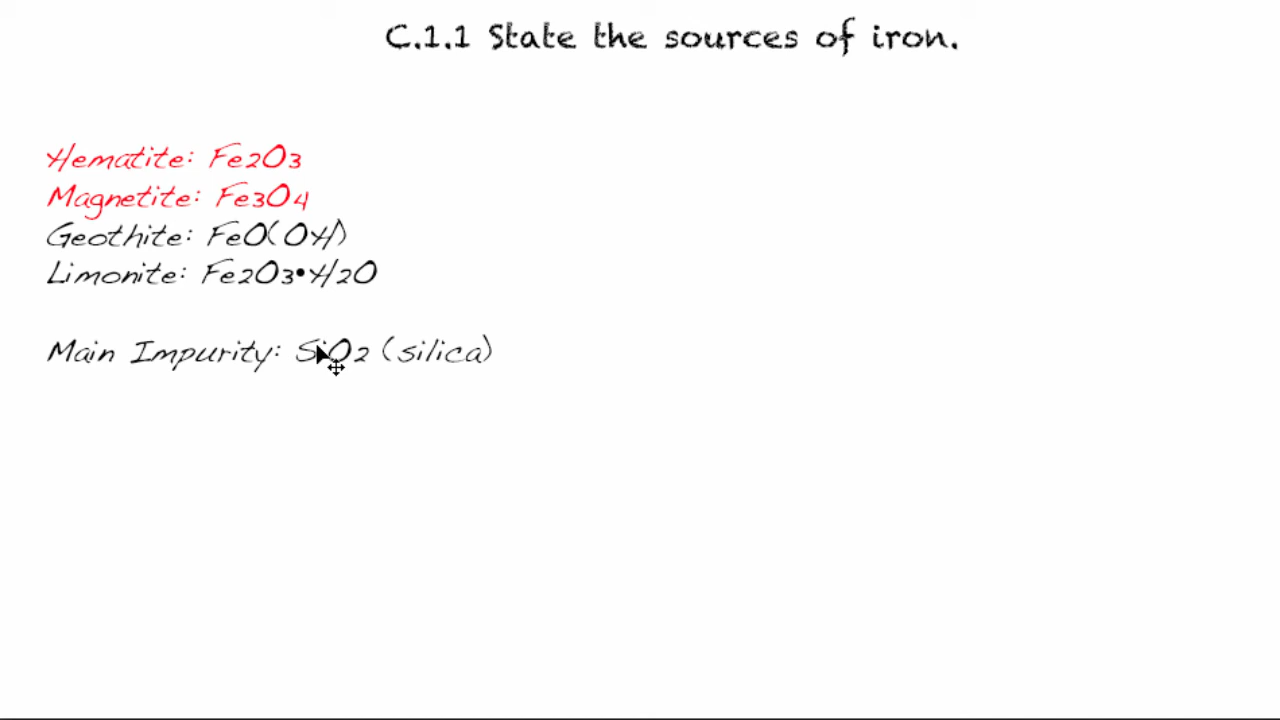 C.1.1 State the sources of iron.
Hematite: Fe2O3
Magnetite: Fe3O4
Geothite: FeO(OH)
Limonite: Fe2O3•H2O
Main Impurity: SiO2 (silica)